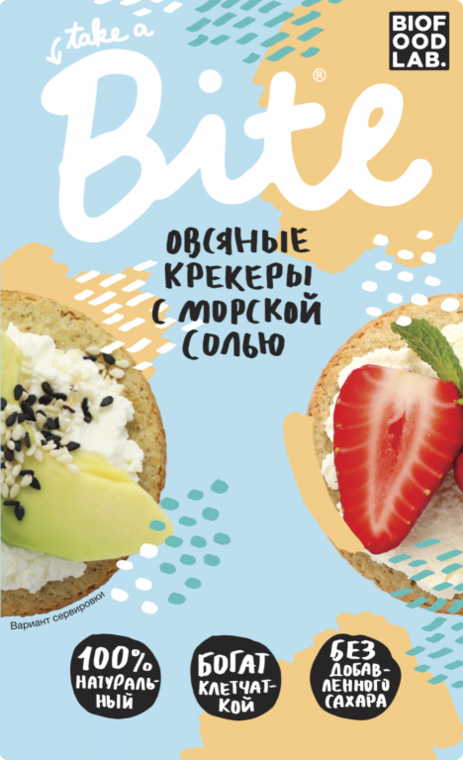 take a
BIOF
OOD
LAB.
Bite®
ОВСЯНЫЕ
КРЕКЕРЫ
С МОРСКОЙ
СОЛЬЮ
Вариант сервировки
100%
НАТУРАЛЬ-
НЫЙ
БОГАТ
КЛЕТЧАТ-
КОЙ
БЕЗ
ДОБАВ-
ЛЕННОГО
САХАРА